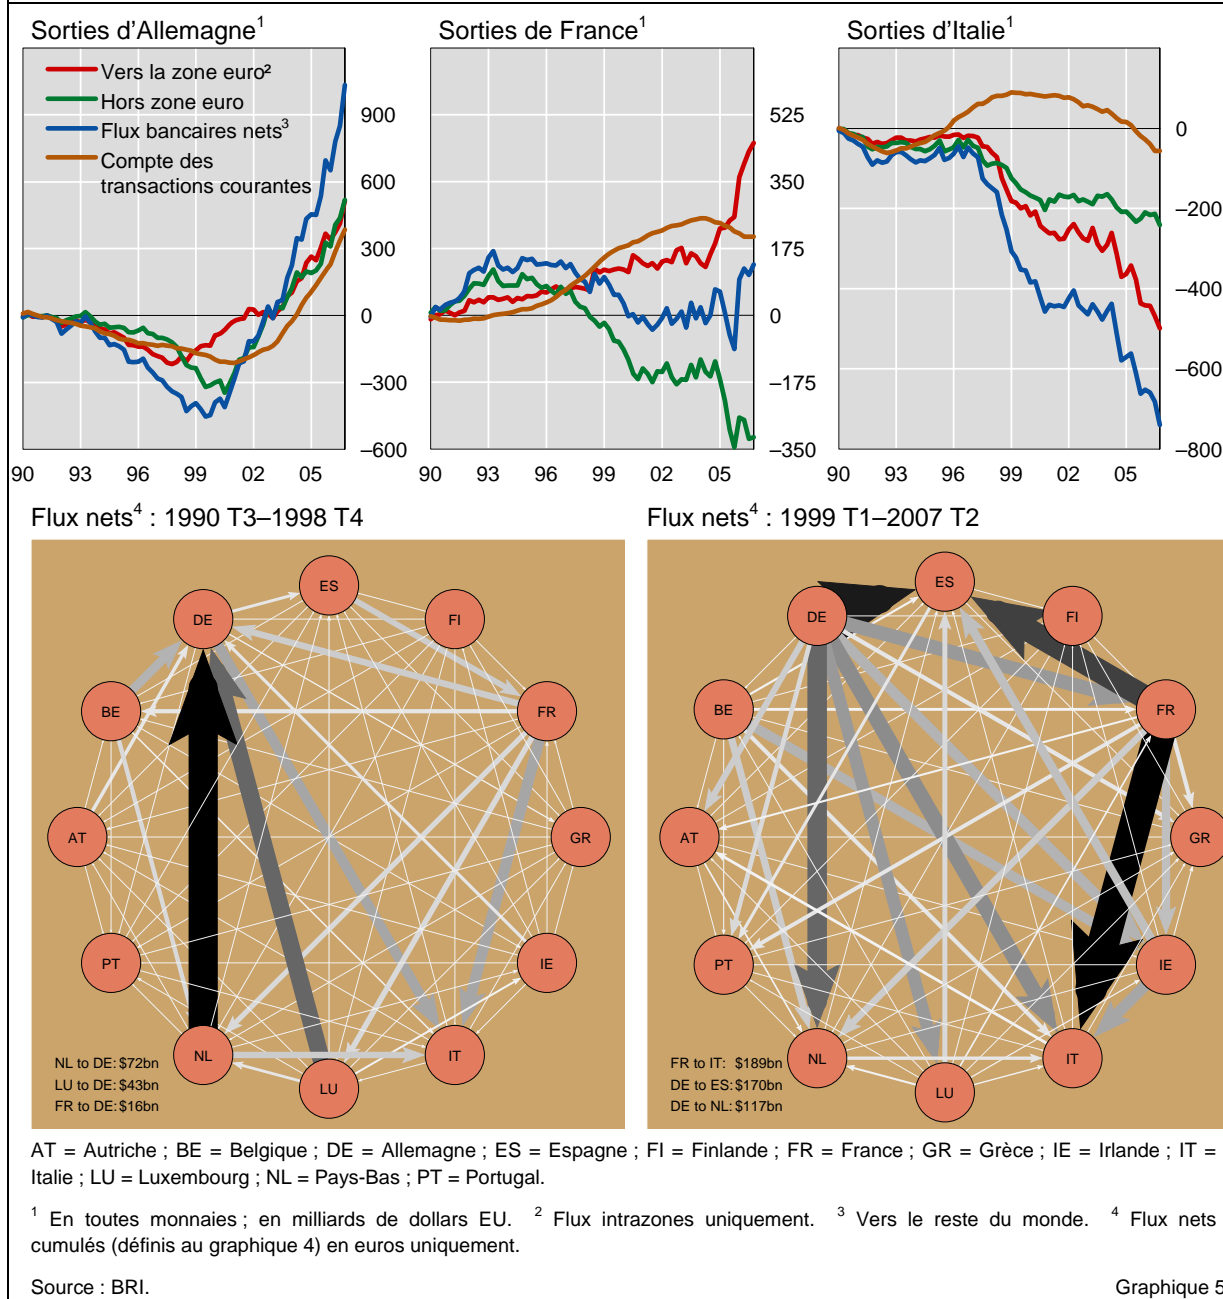 Sorties d'Allemagne¹
Sorties de France¹
Sorties d'Italie¹
Vers la zone euro²
Hors zone euro
Flux bancaires nets³
Compte des
transactions courantes
900
600
300
0
–300
–600
90 93 96 99 02 05
525
350
175
0
–175
–350
90 93 96 99 02 05
0
–200
–400
–600
–800
90 93 96 99 02 05
Flux nets⁴ : 1990 T3–1998 T4
Flux nets⁴ : 1999 T1–2007 T2
ES
DE
FI
BE
FR
AT
GR
PT
IE
NL
IT
LU
NL to DE: $72bn
LU to DE: $43bn
FR to DE: $16bn
ES
DE
FI
BE
FR
AT
GR
PT
IE
NL
IT
LU
FR to IT: $189bn
DE to ES: $170bn
DE to NL: $117bn
AT = Autriche ; BE = Belgique ; DE = Allemagne ; ES = Espagne ; FI = Finlande ; FR = France ; GR = Grèce ; IE = Irlande ; IT =
Italie ; LU = Luxembourg ; NL = Pays-Bas ; PT = Portugal.
¹ En toutes monnaies ; en milliards de dollars EU. ² Flux intrazones uniquement. ³ Vers le reste du monde. ⁴ Flux nets
cumulés (définis au graphique 4) en euros uniquement.
Source : BRI. Graphique 5